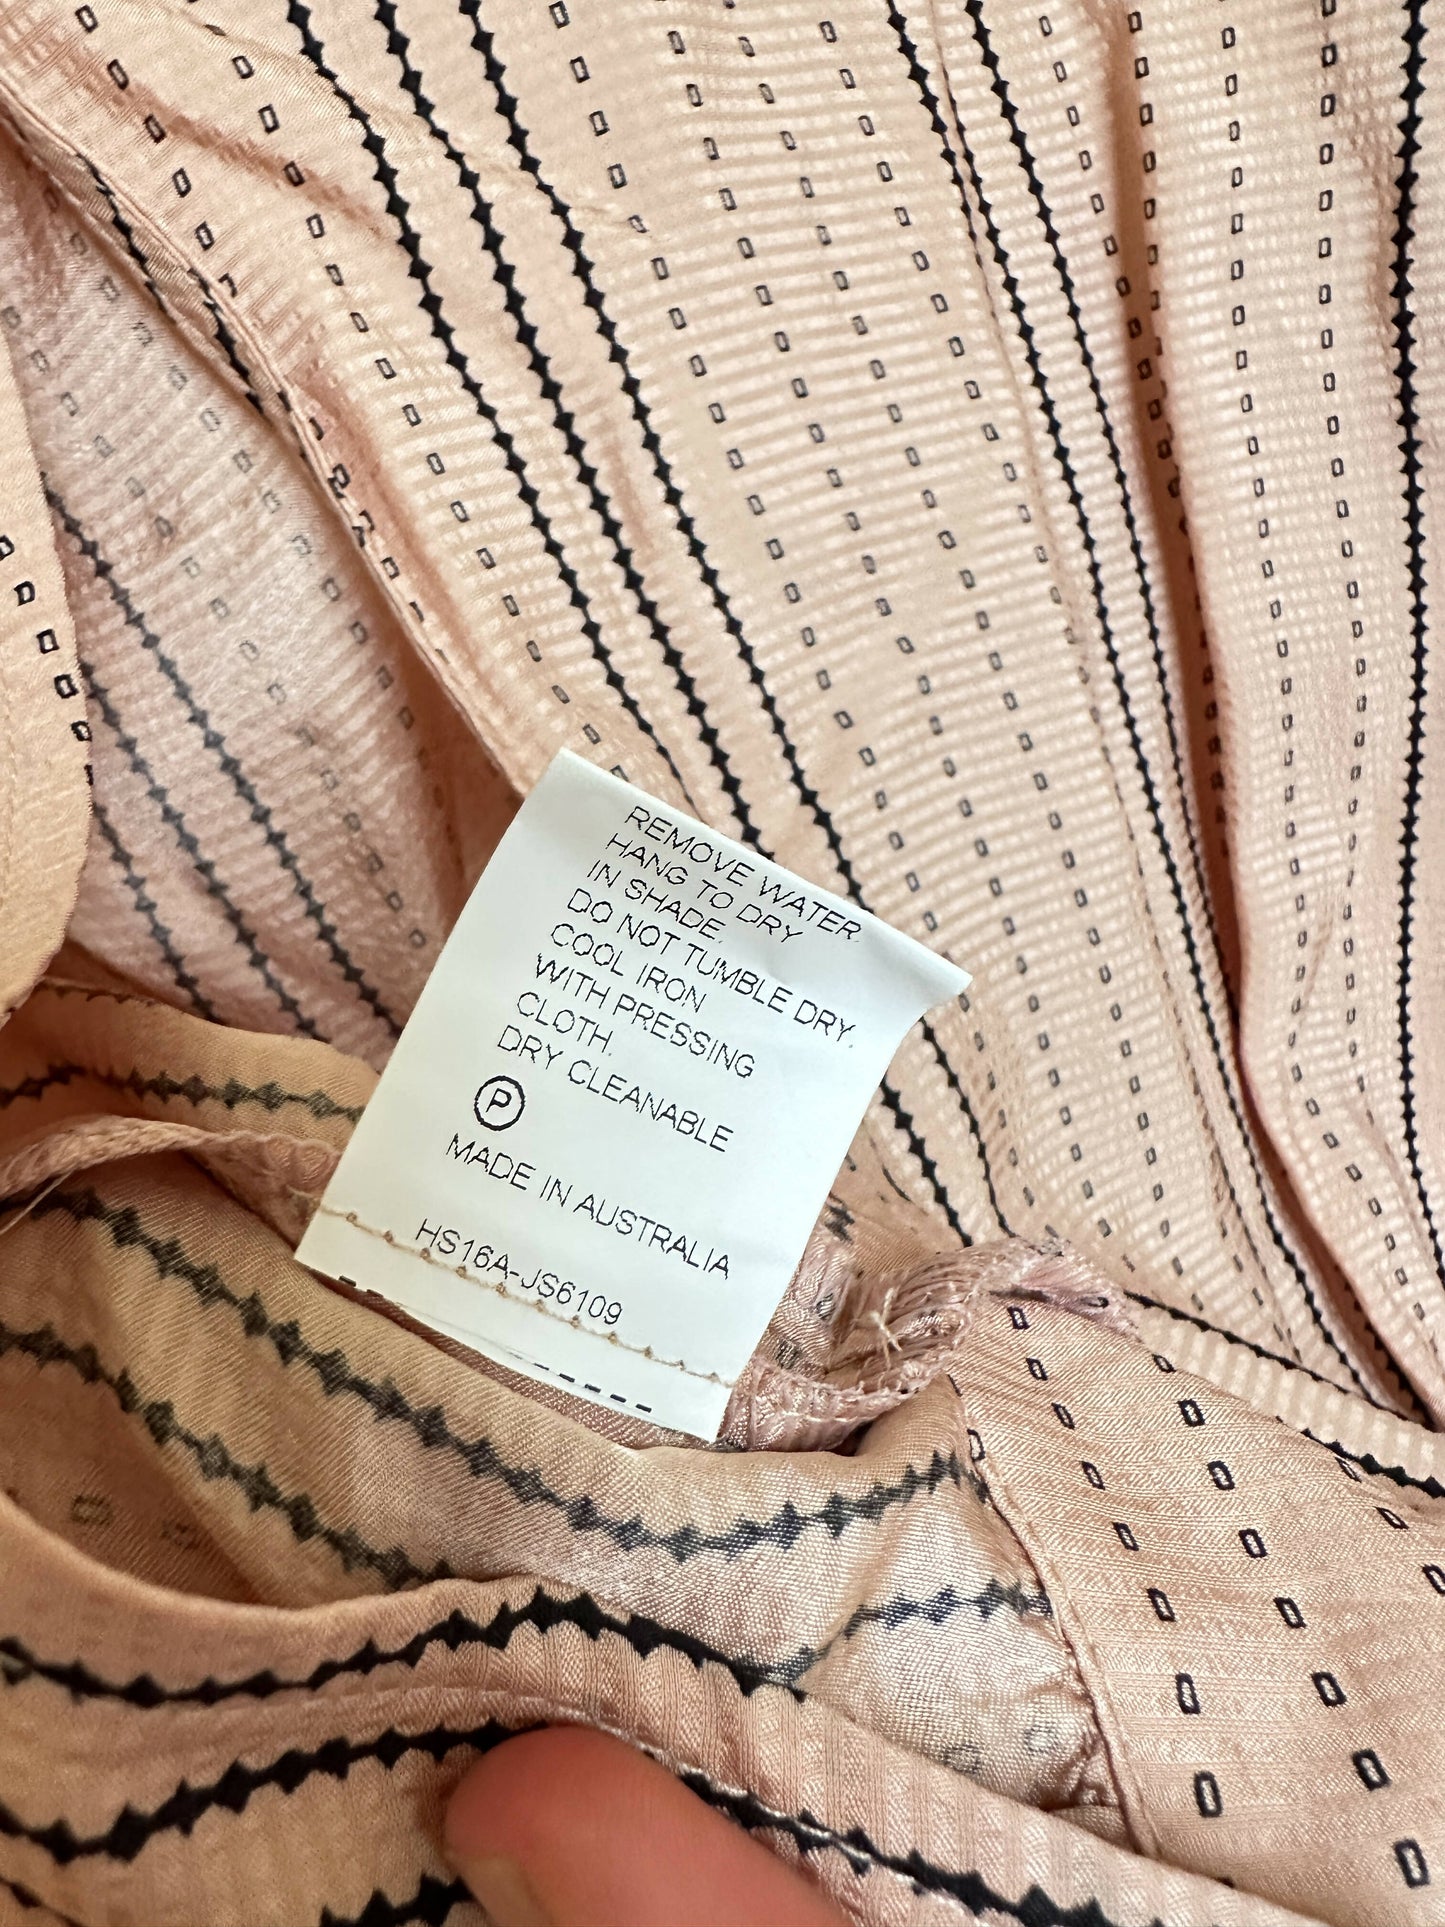 REMOVE WATER.
HANG TO DRY
IN SHADE.
DO NOT TUMBLE DRY.
COOL IRON
WITH PRESSING
CLOTH.
DRY CLEANABLE
P
MADE IN AUSTRALIA
HS16A-JS6109